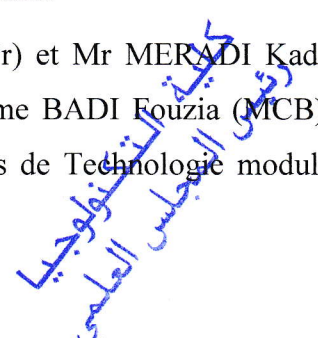 r) et Mr MERADI Kad
me BADI Fouzia (MCB)
s de Technologie modul
كلية التكنولوجيا
رئيس المجلس العلمي